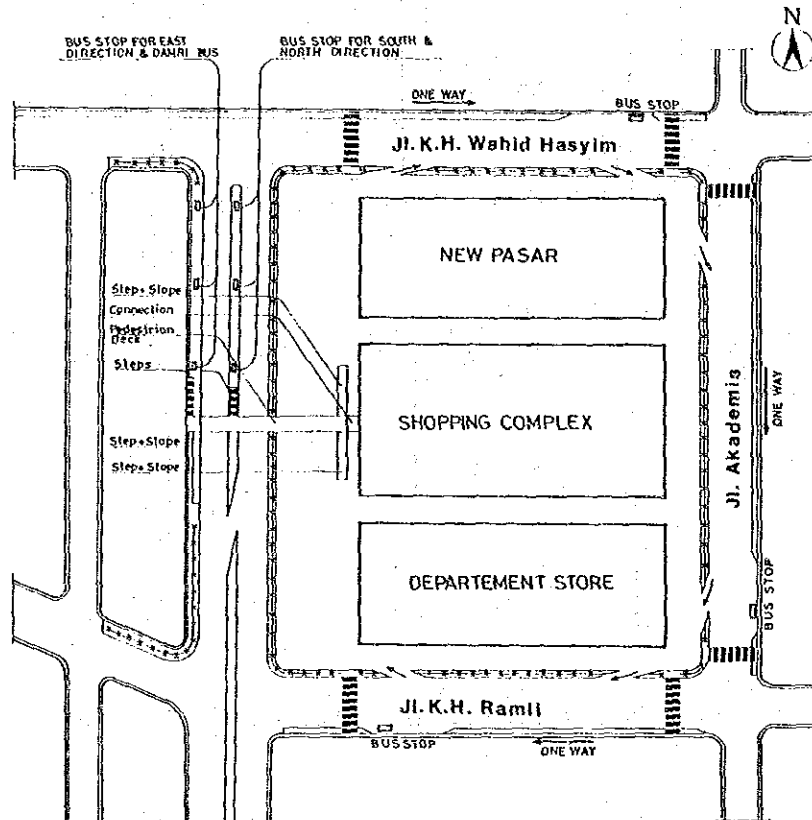 N
BUS STOP FOR EAST
DIRECTION & DAMRI BUS
BUS STOP FOR SOUTH &
NORTH DIRECTION
ONE WAY
BUS STOP
Jl. K.H. Wahid Hasyim
NEW PASAR
Step+Slope
Connection
Pedestrian
Deck
Steps
SHOPPING COMPLEX
Step+Slope
Step+Slope
Jl. Akademis
ONE WAY
DEPARTEMENT STORE
BUS STOP
Jl. K.H. Ramli
BUS STOP
ONE WAY